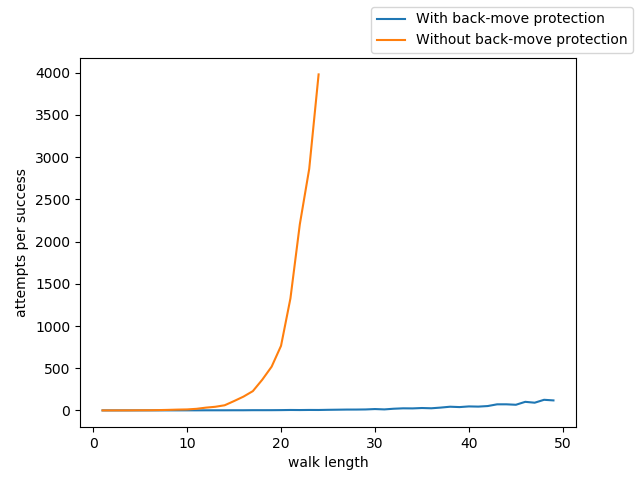 With back-move protection
Without back-move protection
4000
3500
3000
2500
2000
1500
1000
500
0
attempts per success
0 10 20 30 40 50
walk length